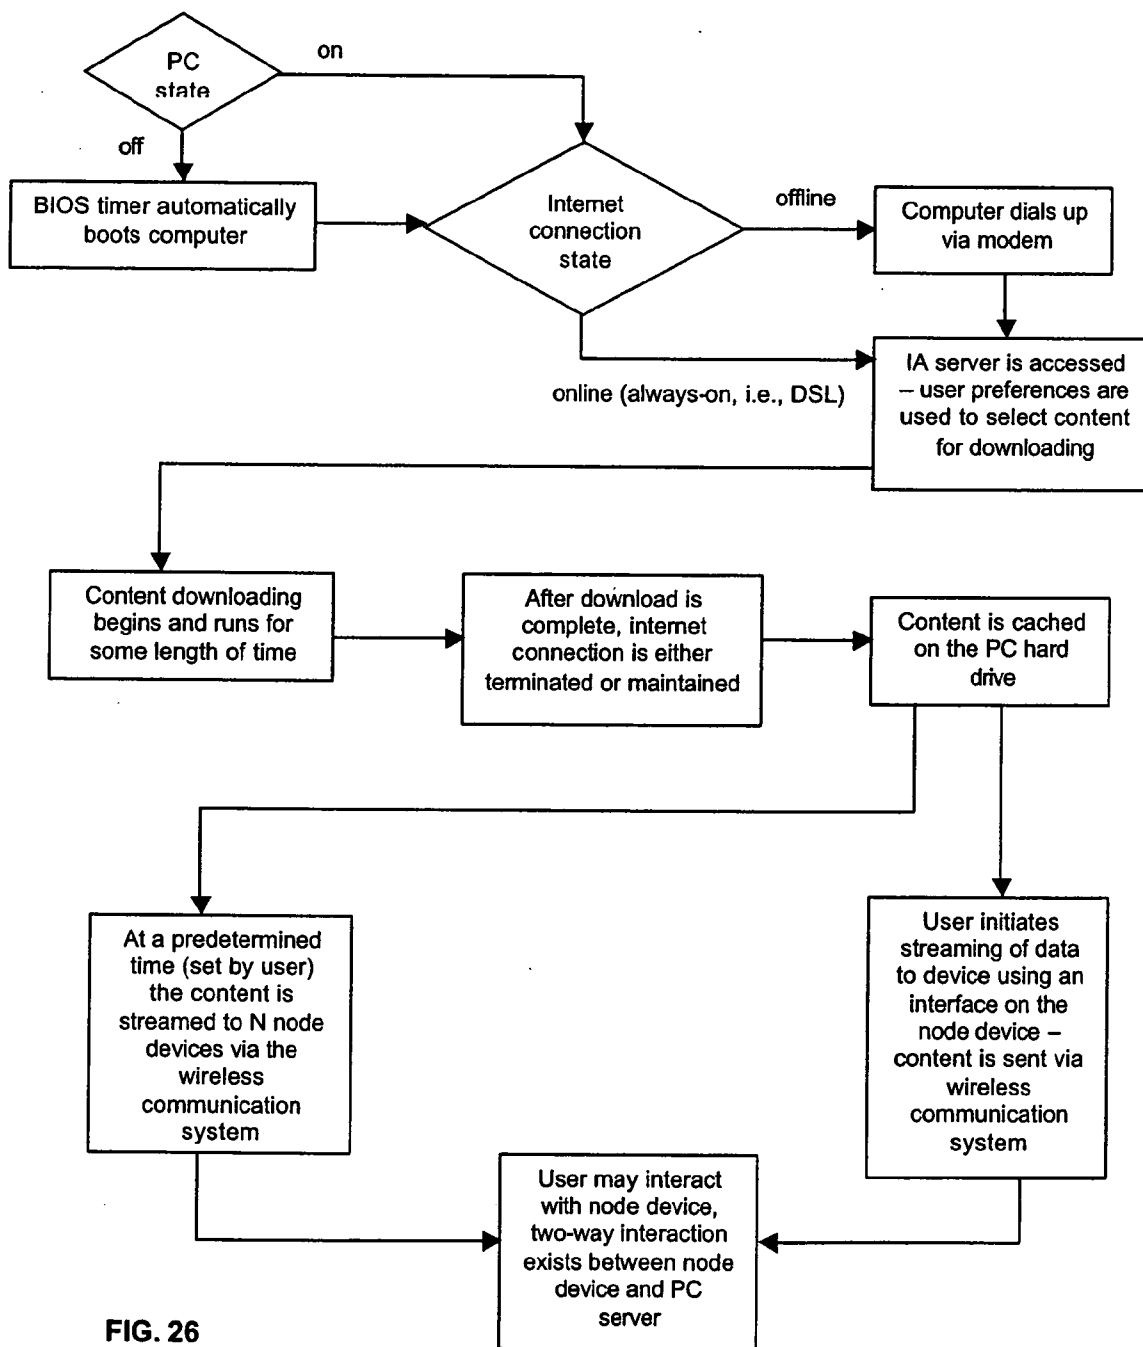 PC
state
on
off
BIOS timer automatically
boots computer
Internet
connection
state
offline
Computer dials up
via modem
online (always-on, i.e., DSL)
IA server is accessed
– user preferences are
used to select content
for downloading
Content downloading
begins and runs for
some length of time
After download is
complete, internet
connection is either
terminated or maintained
Content is cached
on the PC hard
drive
At a predetermined
time (set by user)
the content is
streamed to N node
devices via the
wireless
communication
system
User initiates
streaming of data
to device using an
interface on the
node device –
content is sent via
wireless
communication
system
User may interact
with node device,
two-way interaction
exists between node
device and PC
server
FIG. 26